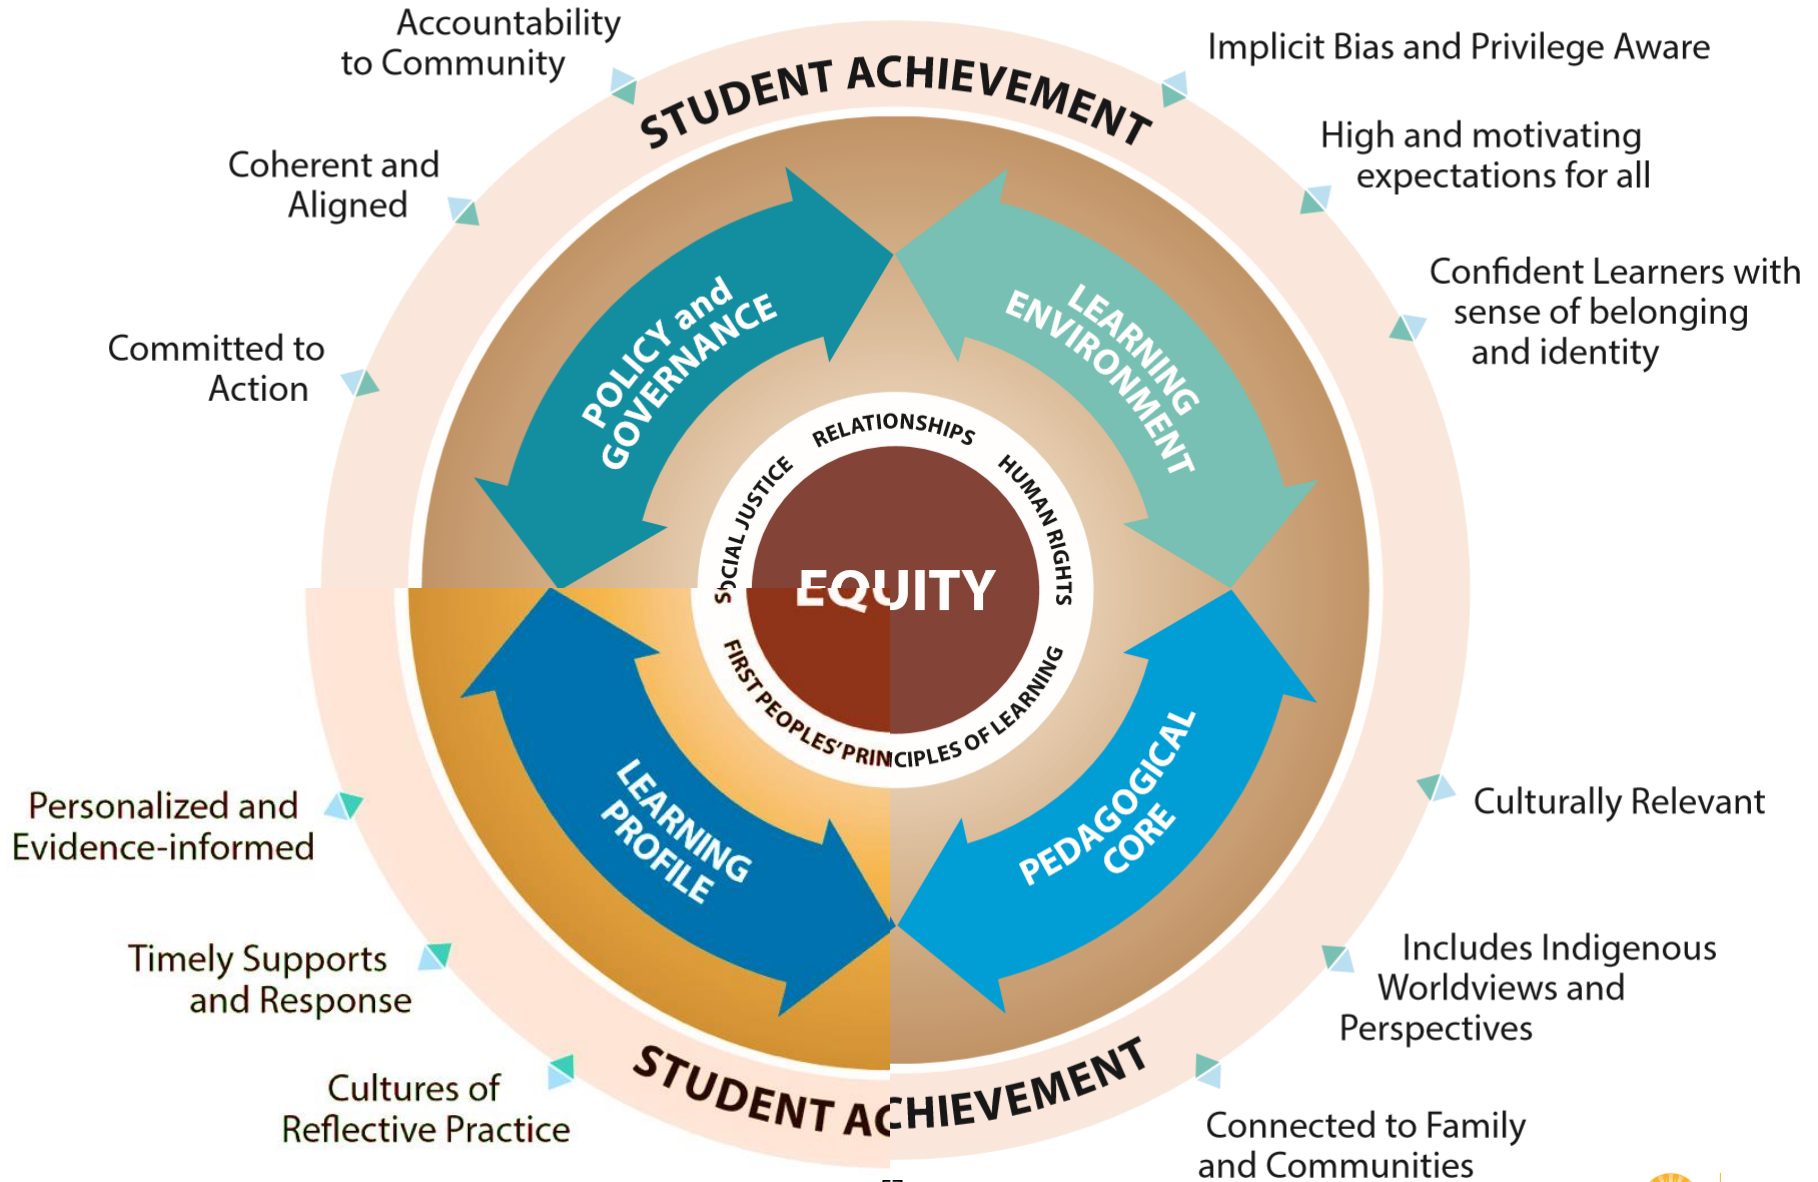 Accountability
to Community
Coherent and
Aligned
Committed to
Action
STUDENT ACHIEVEMENT
Implicit Bias and Privilege Aware
High and motivating
expectations for all
Confident Learners with
sense of belonging
and identity
POLICY and
GOVERNANCE
LEARNING
ENVIRONMENT
RELATIONSHIPS
SOCIAL JUSTICE
HUMAN RIGHTS
EQUITY
FIRST PEOPLES' PRINCIPLES OF LEARNING
LEARNING
PROFILE
PEDAGOGICAL
CORE
Personalized and
Evidence-informed
Timely Supports
and Response
Cultures of
Reflective Practice
Culturally Relevant
Includes Indigenous
Worldviews and
Perspectives
Connected to Family
and Communities
STUDENT ACHIEVEMENT